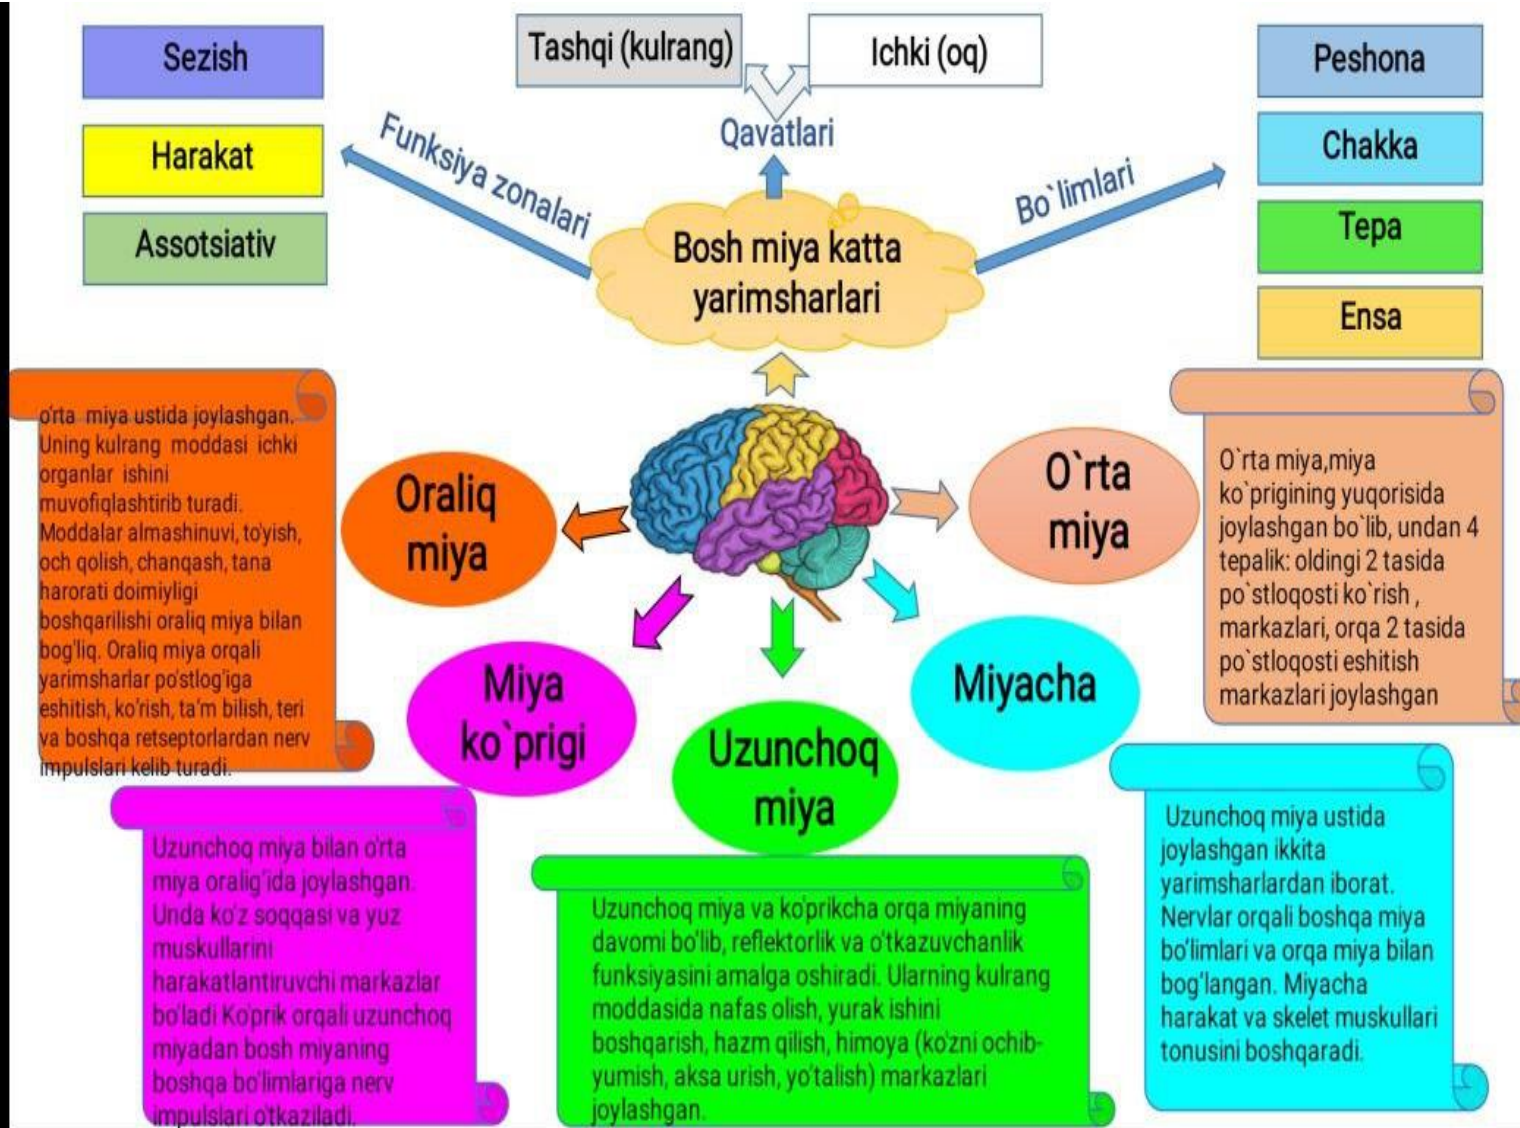 Sezish
Harakat
Assotsiativ
Funksiya zonalari
Tashqi (kulrang)
Ichki (oq)
Qavatlari
Bosh miya katta
yarimsharlari
Bo`limlari
Peshona
Chakka
Tepa
Ensa
o'rta miya ustida joylashgan.
Uning kulrang moddasi ichki
organlar ishini
muvofiqlashtirib turadi.
Moddalar almashinuvi, to'yish,
och qolish, chanqash, tana
harorati doimiyligi
boshqarilishi oraliq miya bilan
bog'liq. Oraliq miya orqali
yarimsharlar po'stlog'iga
eshitish, ko'rish, ta'm bilish, teri
va boshqa retseptorlardan nerv
impulslari kelib turadi.
Oraliq
miya
O`rta
miya
O`rta miya,miya
ko`prigining yuqorisida
joylashgan bo`lib, undan 4
tepalik: oldingi 2 tasida
po`stloqosti ko`rish ,
markazlari, orqa 2 tasida
po`stloqosti eshitish
markazlari joylashgan
Miya
ko`prigi
Uzunchoq
miya
Miyacha
Uzunchoq miya bilan o'rta
miya oralig'ida joylashgan.
Unda ko'z soqqasi va yuz
muskullarini
harakatlantiruvchi markazlar
bo'ladi Ko'prik orqali uzunchoq
miyadan bosh miyaning
boshqa bo'limlariga nerv
impulslari o'tkaziladi.
Uzunchoq miya va ko'prikcha orqa miyaning
davomi bo'lib, reflektorlik va o'tkazuvchanlik
funksiyasini amalga oshiradi. Ularning kulrang
moddasida nafas olish, yurak ishini
boshqarish, hazm qilish, himoya (ko'zni ochib-
yumish, aksa urish, yo'talish) markazlari
joylashgan.
Uzunchoq miya ustida
joylashgan ikkita
yarimsharlardan iborat.
Nervlar orqali boshqa miya
bo'limlari va orqa miya bilan
bog'langan. Miyacha
harakat va skelet muskullari
tonusini boshqaradi.